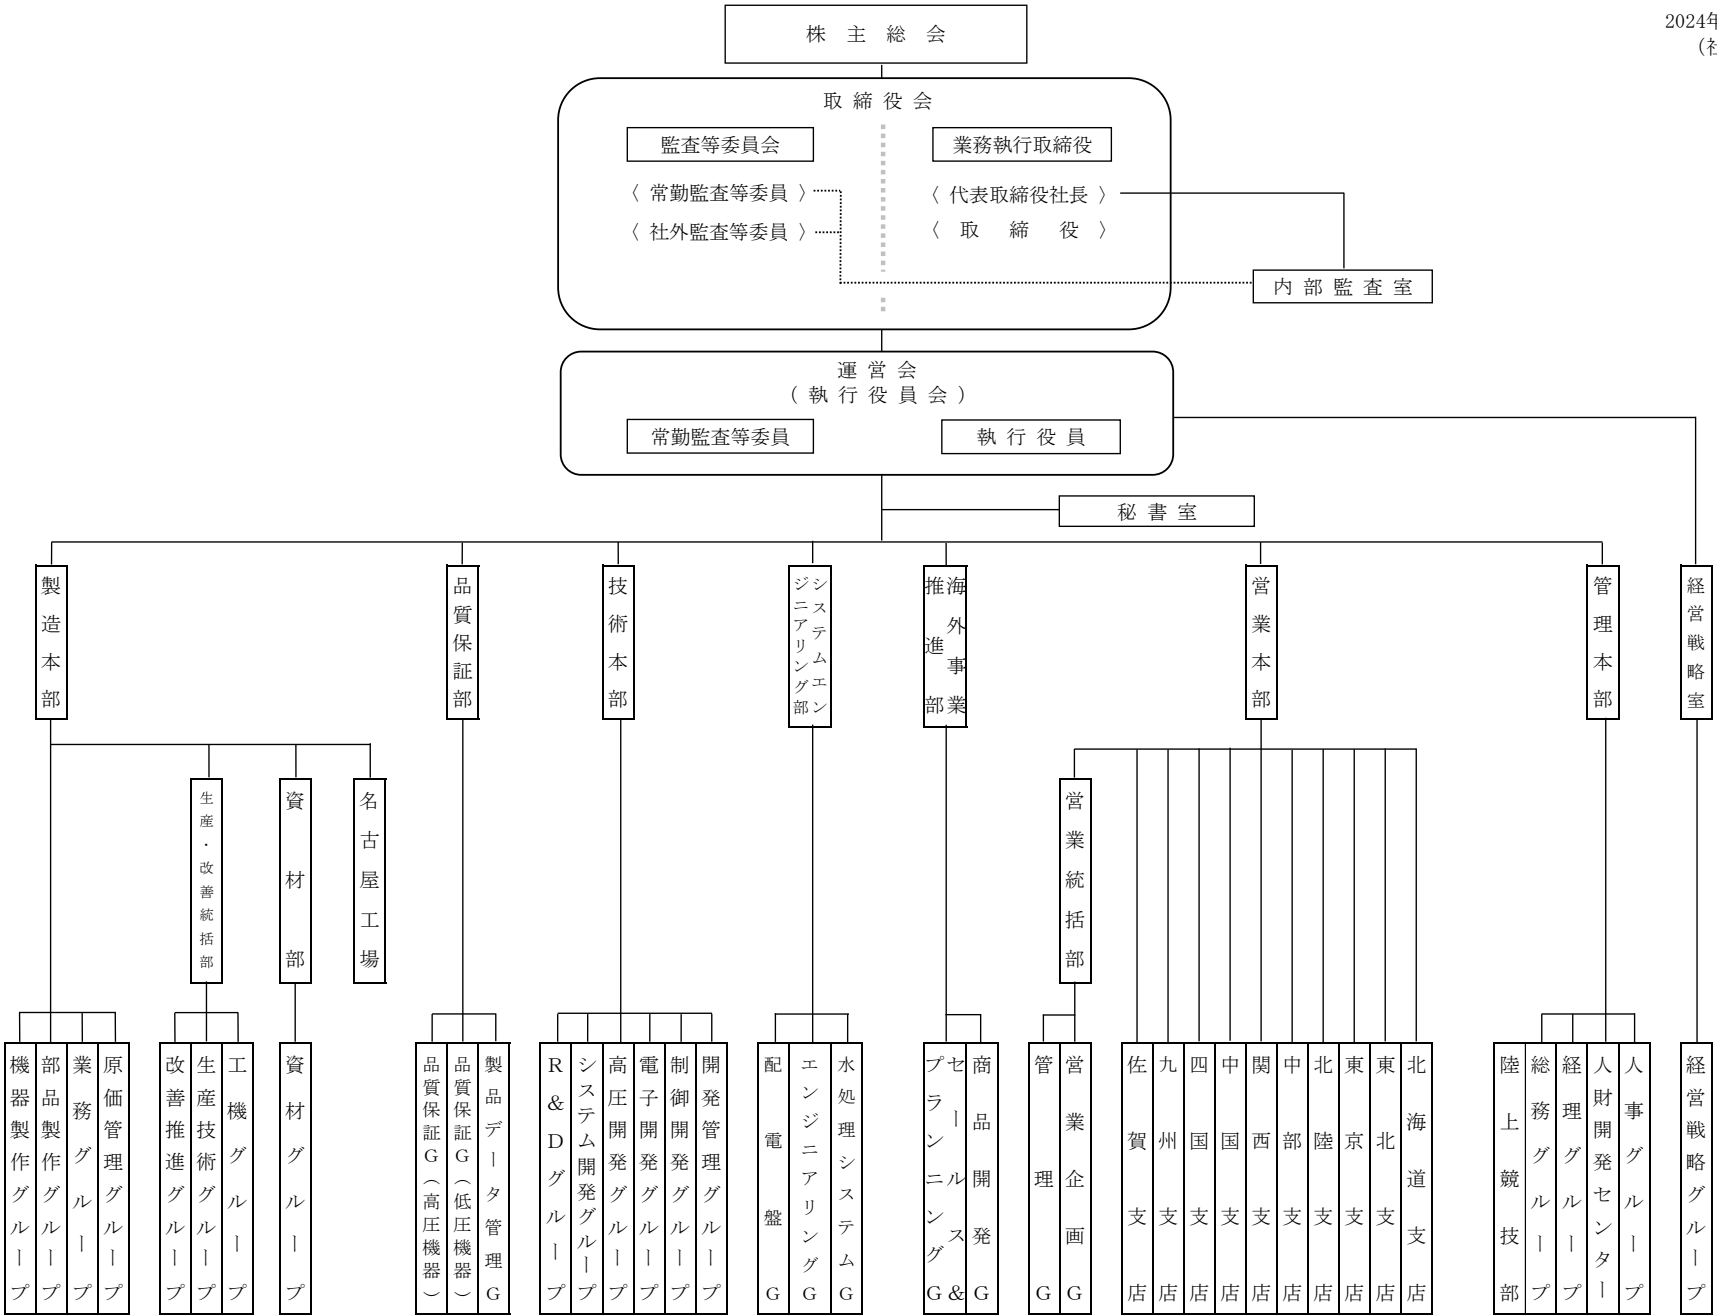 株主総会
2024年
（社
取締役会
監査等委員会
業務執行取締役
〈 常勤監査等委員 〉
〈 代表取締役社長 〉
〈 社外監査等委員 〉
〈 取締役 〉
内部監査室
運営会
（執行役員会）
常勤監査等委員
執行役員
秘書室
製造本部
品質保証部
技術本部
システムエンジニアリング部
海外事業推進部
営業本部
管理本部
経営戦略室
生産・改善統括部
資材部
名古屋工場
営業統括部
機器製作グループ
部品製作グループ
業務グループ
原価管理グループ
改善推進グループ
生産技術グループ
工機グループ
資材グループ
品質保証G（高圧機器）
品質保証G（低圧機器）
製品データ管理G
R&Dグループ
システム開発グループ
高圧開発グループ
電子開発グループ
制御開発グループ
開発管理グループ
配電盤G
エンジニアリングG
水処理システムG
セールス&プランニングG
商品開発G
管理G
営業企画G
佐賀支店
九州支店
四国支店
中国支店
関西支店
中部支店
北陸支店
東京支店
東北支店
北海道支店
陸上競技部
総務グループ
経理グループ
人財開発センター
人事グループ
経営戦略グループ